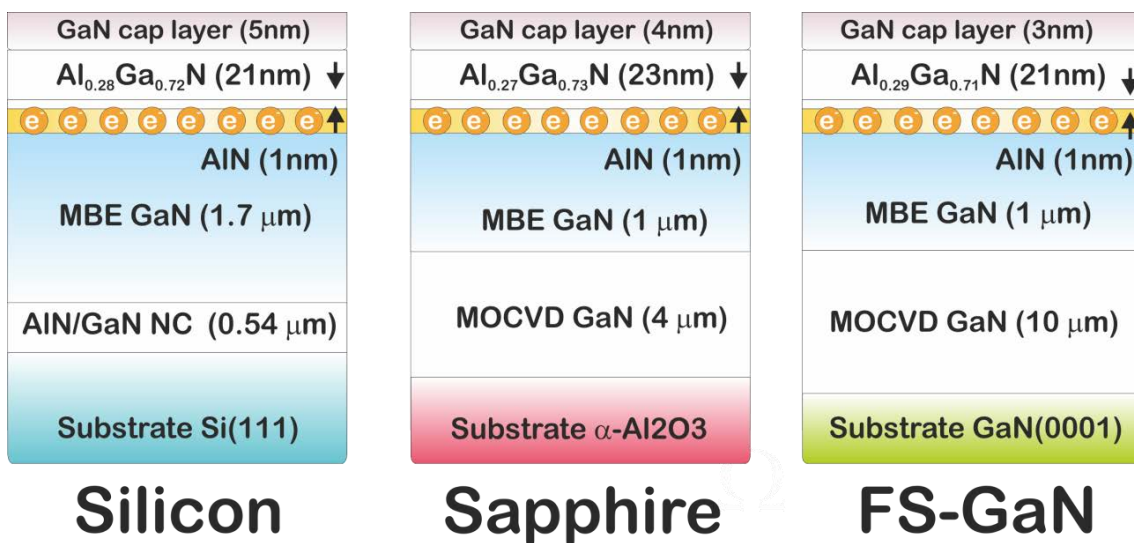 GaN cap layer (5nm)
Al0.28Ga0.72N (21nm)
e- e- e- e- e- e- e- e-
AlN (1nm)
MBE GaN (1.7 μm)
AlN/GaN NC (0.54 μm)
Substrate Si(111)
Silicon
GaN cap layer (4nm)
Al0.27Ga0.73N (23nm)
e- e- e- e- e- e- e- e-
AlN (1nm)
MBE GaN (1 μm)
MOCVD GaN (4 μm)
Substrate α-Al2O3
Sapphire
GaN cap layer (3nm)
Al0.29Ga0.71N (21nm)
e- e- e- e- e- e- e- e-
AlN (1nm)
MBE GaN (1 μm)
MOCVD GaN (10 μm)
Substrate GaN(0001)
FS-GaN